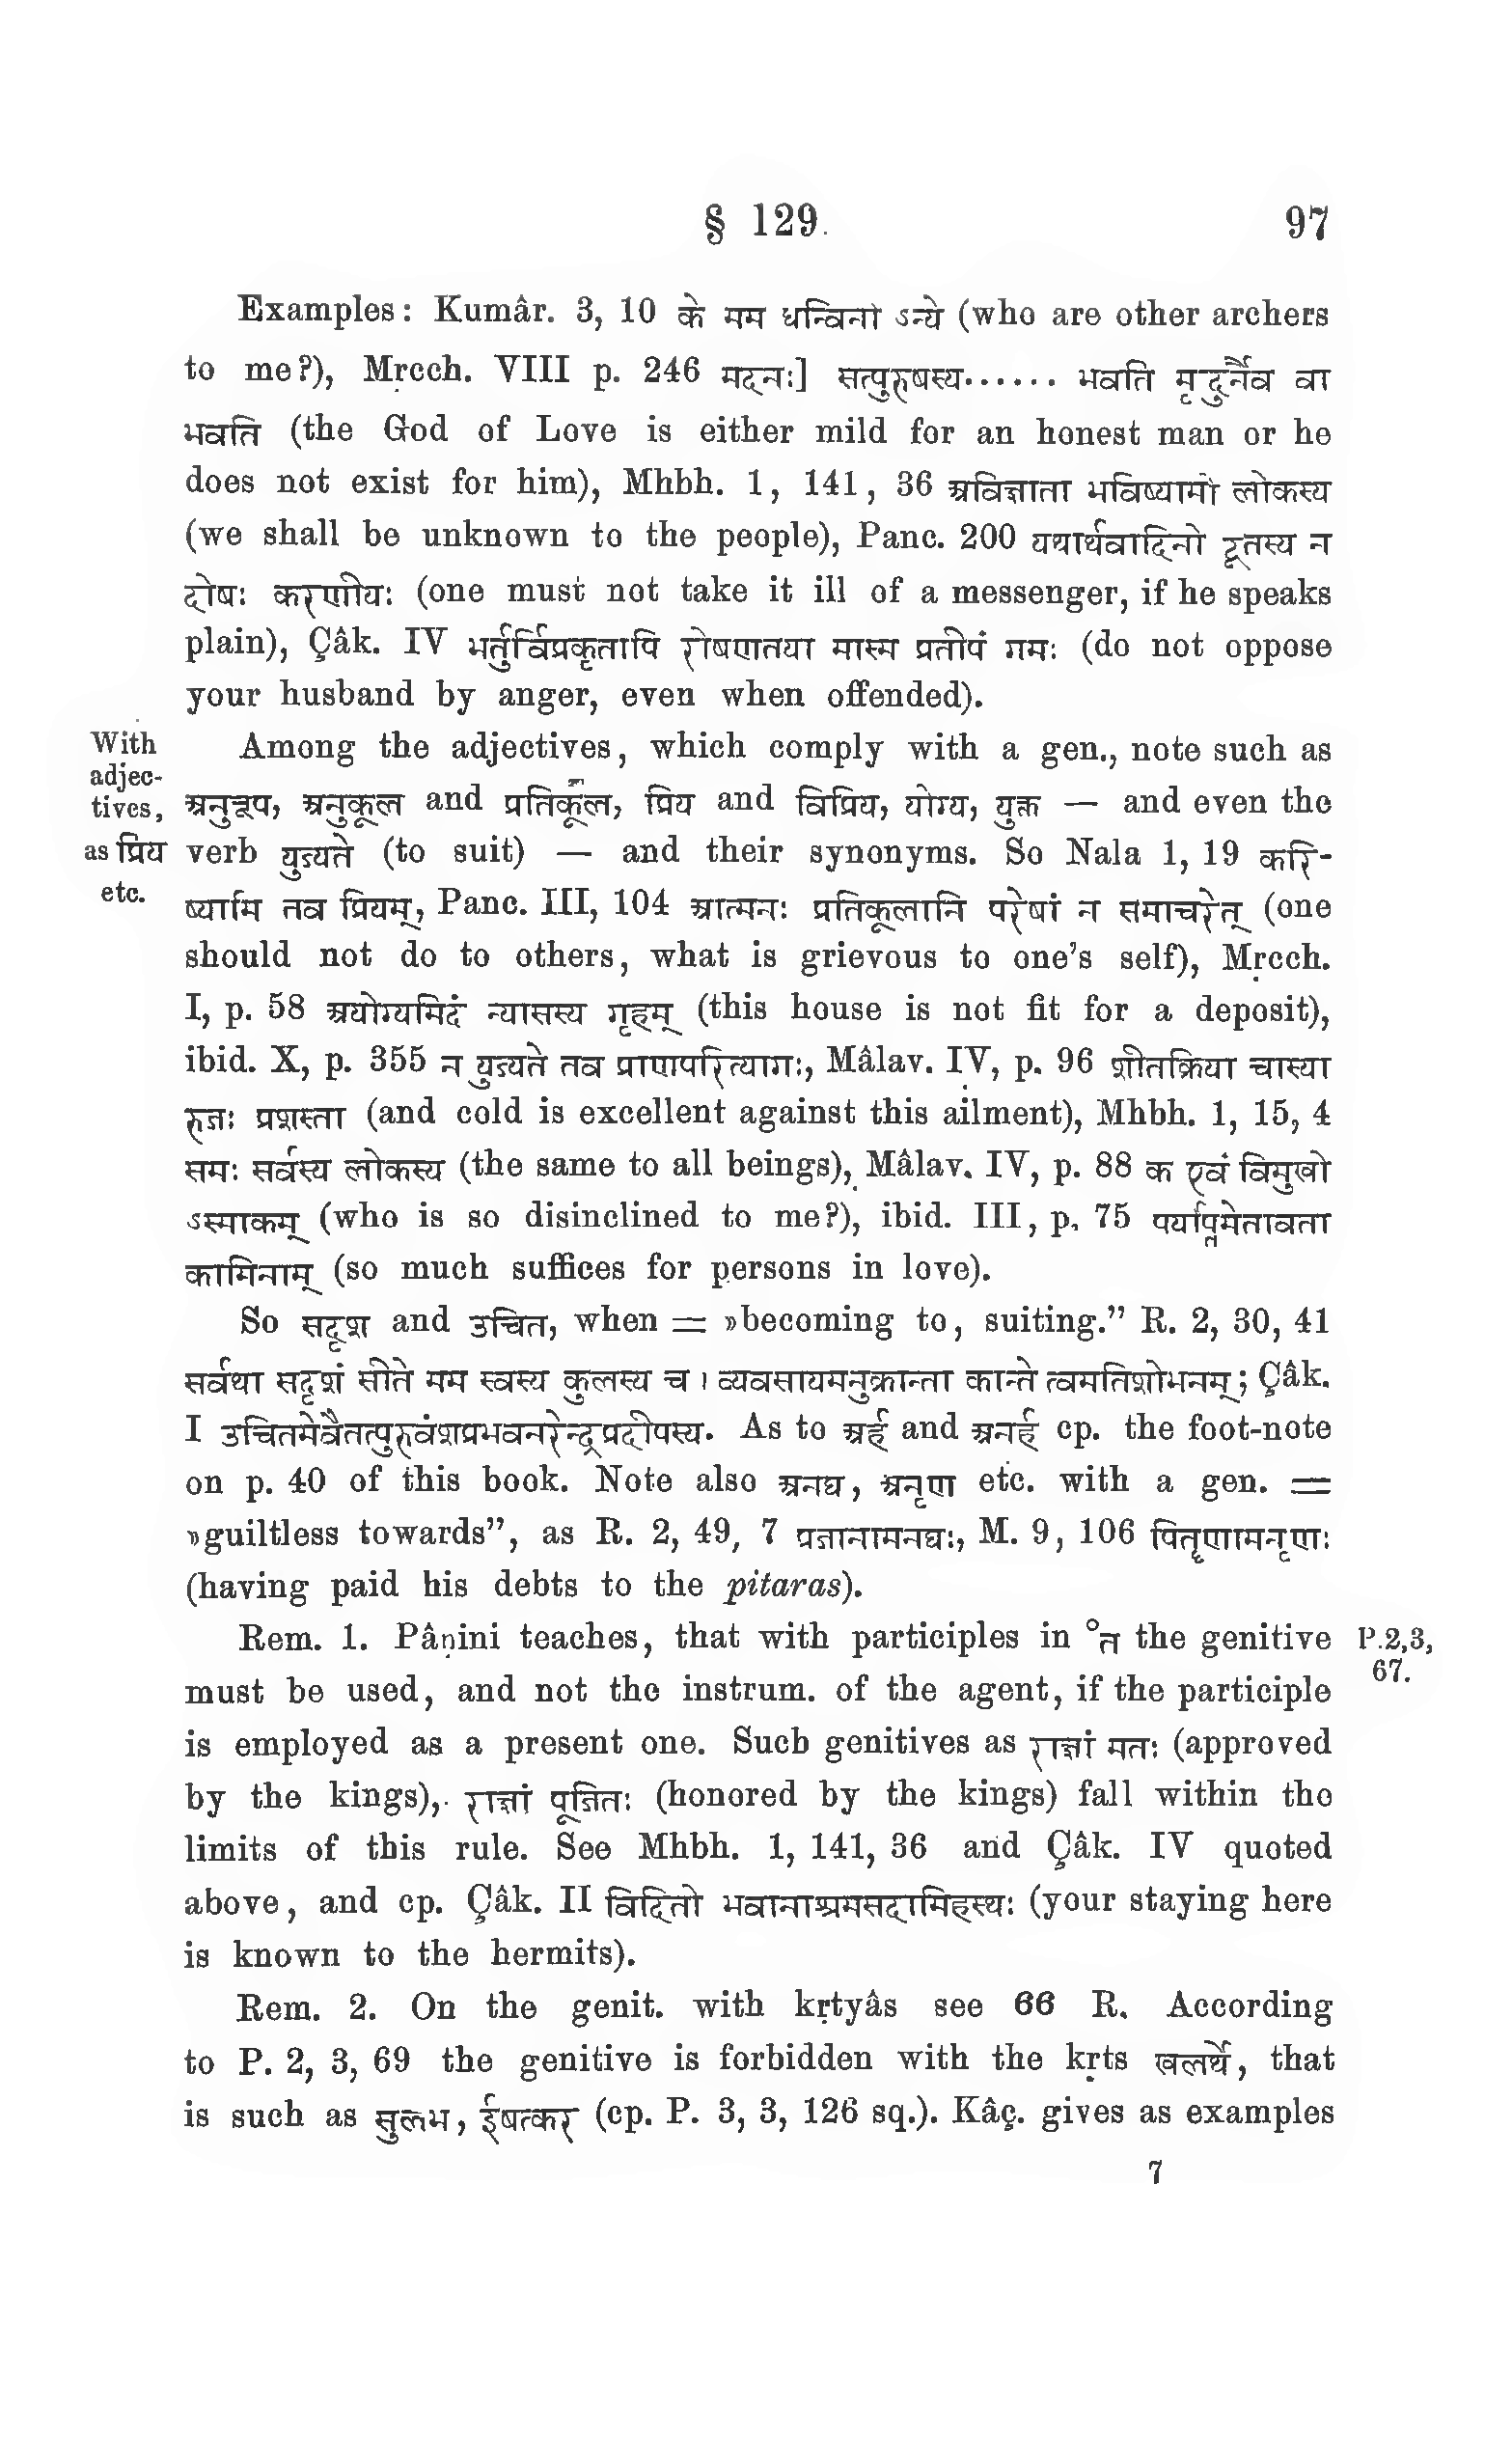 § 129.
97
Examples: Kumâr. 3, 10 के मम धन्विनो ऽन्ये (who are other archers
to me?), Mṛcch. VIII p. 246 मदनः] सत्पुरुषस्य...... भवति मृदुर्नैव वा
भवति (the God of Love is either mild for an honest man or he
does not exist for him), Mhbh. 1, 141, 36 अविज्ञाता भविष्यामो लोकस्य
(we shall be unknown to the people), Panc. 200 यथार्थवादिनो दूतस्य न
दोषः करणीयः (one must not take it ill of a messenger, if he speaks
plain), Çâk. IV भर्तुर्विप्रकृतापि रोषणतया मास्म प्रतीपं गमः (do not oppose
your husband by anger, even when offended).
With
adjec-
tives,
as प्रिय
etc.
Among the adjectives, which comply with a gen., note such as
अनुरूप, अनुकूल and प्रतिकूल, प्रिय and विप्रिय, योग्य, युक्त — and even the
verb युज्यते (to suit) — and their synonyms. So Nala 1, 19 करि-
ष्यामि तव प्रियम्, Panc. III, 104 आत्मनः प्रतिकूलानि परेषां न समाचरेत् (one
should not do to others, what is grievous to one's self), Mṛcch.
I, p. 58 अयोग्यमिदं न्यासस्य गृहम् (this house is not fit for a deposit),
ibid. X, p. 355 न युज्यते तव प्राणपरित्यागः, Mâlav. IV, p. 96 शीतक्रिया चास्या
रुजः प्रशस्ता (and cold is excellent against this ailment), Mhbh. 1, 15, 4
समः सर्वस्य लोकस्य (the same to all beings), Mâlav. IV, p. 88 क एवं विमुखो
ऽस्माकम् (who is so disinclined to me?), ibid. III, p. 75 पर्याप्तमेतावता
कामिनाम् (so much suffices for persons in love).
So सदृश and उचित, when = »becoming to, suiting.” R. 2, 30, 41
सर्वथा सदृशं सीते मम स्वस्य कुलस्य च । व्यवसायमनुक्रान्ता कान्ते त्वमतिशोभनम्; Çâk.
I उचितमेवैतत्पुरुवंशप्रभवनरेन्द्रप्रदीपस्य. As to अर्ह and अनर्ह cp. the foot-note
on p. 40 of this book. Note also अनघ, अनृण etc. with a gen. =
»guiltless towards”, as R. 2, 49, 7 प्रजानामनघः, M. 9, 106 पितृणामनृणः
(having paid his debts to the pitaras).
Rem. 1. Pâṇini teaches, that with participles in °त the genitive
P.2,3,
67.
must be used, and not the instrum. of the agent, if the participle
is employed as a present one. Such genitives as राज्ञां मतः (approved
by the kings), राज्ञां पूजितः (honored by the kings) fall within the
limits of this rule. See Mhbh. 1, 141, 36 and Çâk. IV quoted
above, and cp. Çâk. II विदितो भवानाश्रमसदामिहस्थः (your staying here
is known to the hermits).
Rem. 2. On the genit. with kṛtyâs see 66 R. According
to P. 2, 3, 69 the genitive is forbidden with the kṛts खलर्थे, that
is such as सुलभ, ईषत्कर (cp. P. 3, 3, 126 sq.). Kâç. gives as examples
7